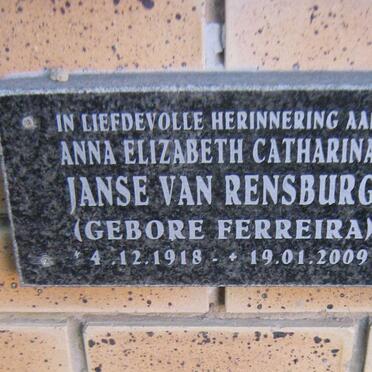 IN LIEFDEVOLLE HERINNERING AAN
ANNA ELIZABETH CATHARINA
JANSE VAN RENSBURG
(GEBORE FERREIRA)
* 4.12.1918 - + 19.01.2009